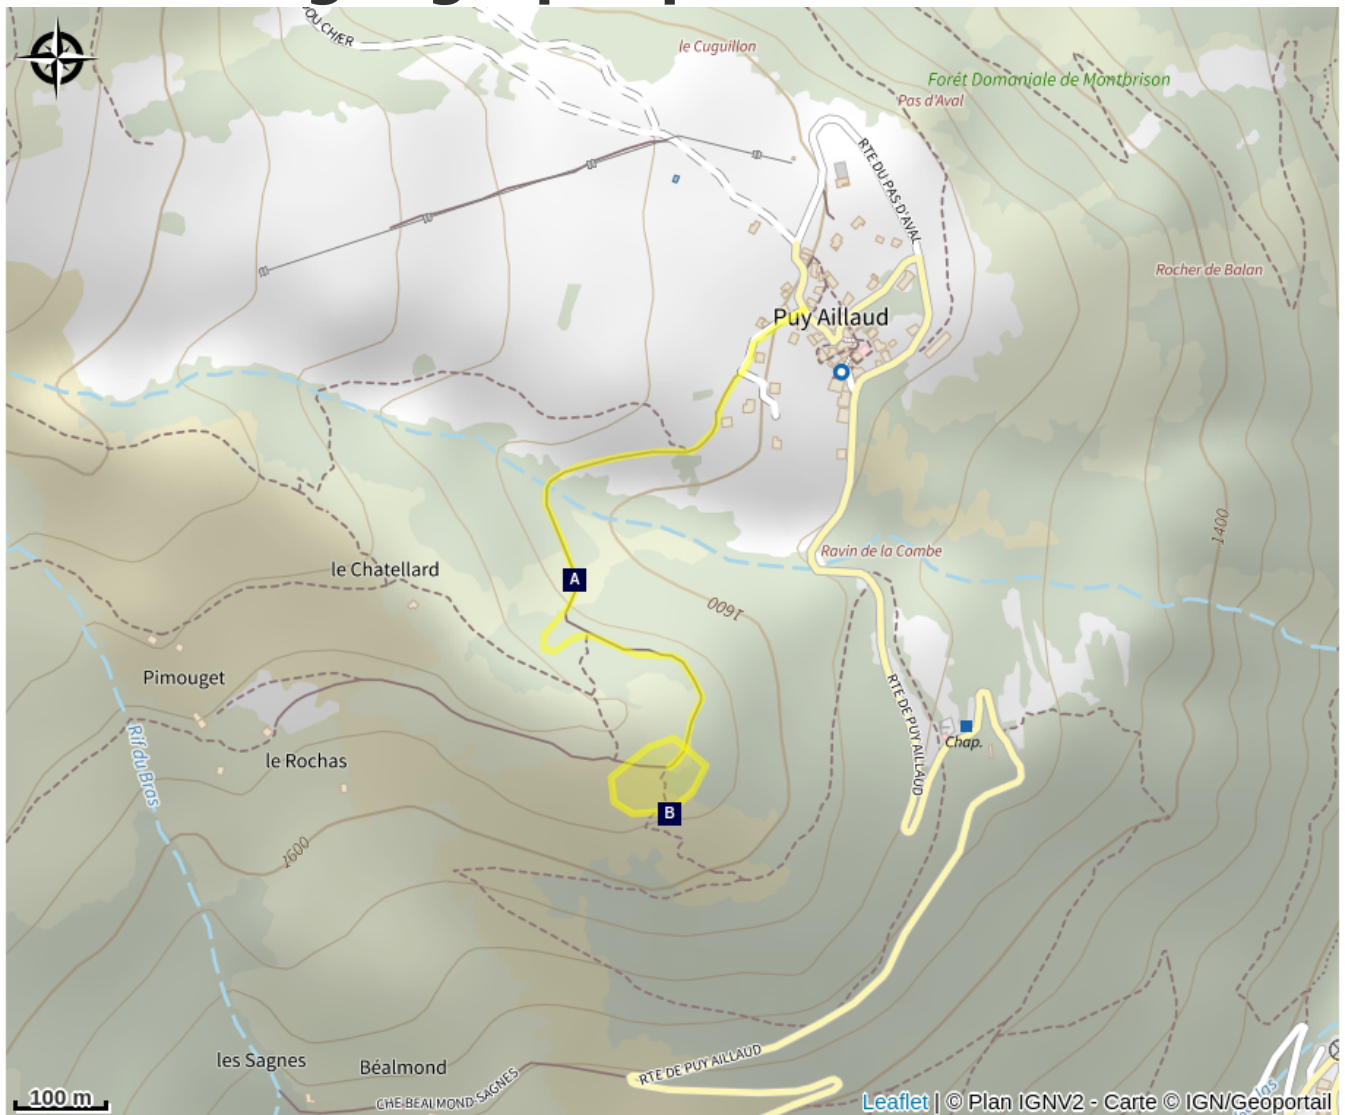 OU CHIER
le Cuguillon
Forêt Domaniale de Montbrison
Pas d'Aval
RTE DU PAS D'AVAL
Rocher de Balan
Puy Aillaud
1400
Ravin de la Combe
le Chatellard
A
1600
Pimouget
RTE DE PUY AILLAUD
Rif du Bras
Chap.
le Rochas
B
1600
les Sagnes
Béalmond
RTE DE PUY AILLAUD
CHE BEALMOND-SAGNES
100 m
Leaflet | © Plan IGNV2 - Carte © IGN/Geoportail